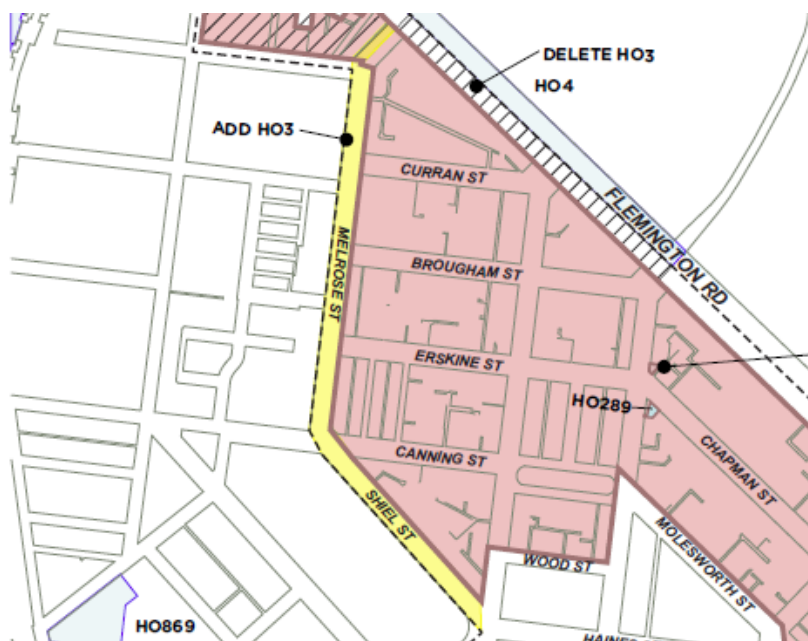 DELETE HO3
HO4
ADD HO3
CURRAN ST
FLEMINGTON RD
MELROSE ST
BROUGHAM ST
ERSKINE ST
HO289
CHAPMAN ST
CANNING ST
SHIEL ST
MOLESWORTH ST
WOOD ST
HO869
HAINES